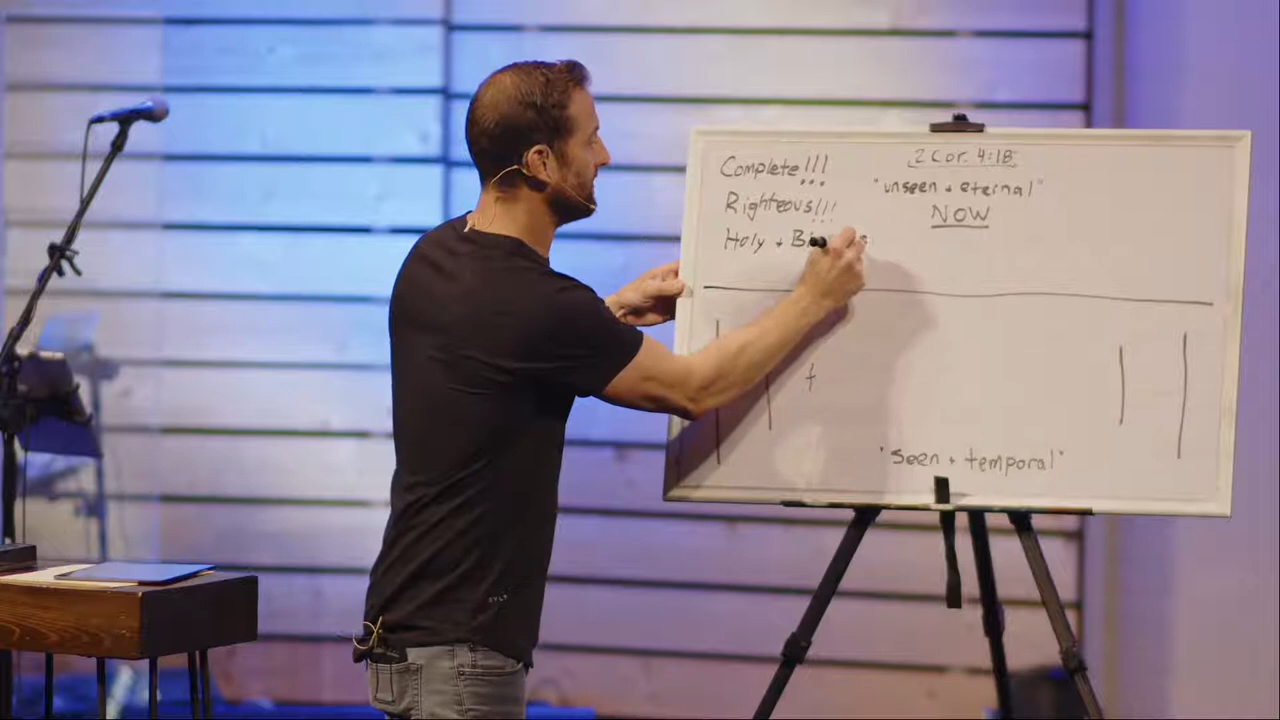 Complete!!!
Righteous!!!
Holy +
2 Cor. 4:18
"unseen + eternal"
NOW
"seen + temporal"